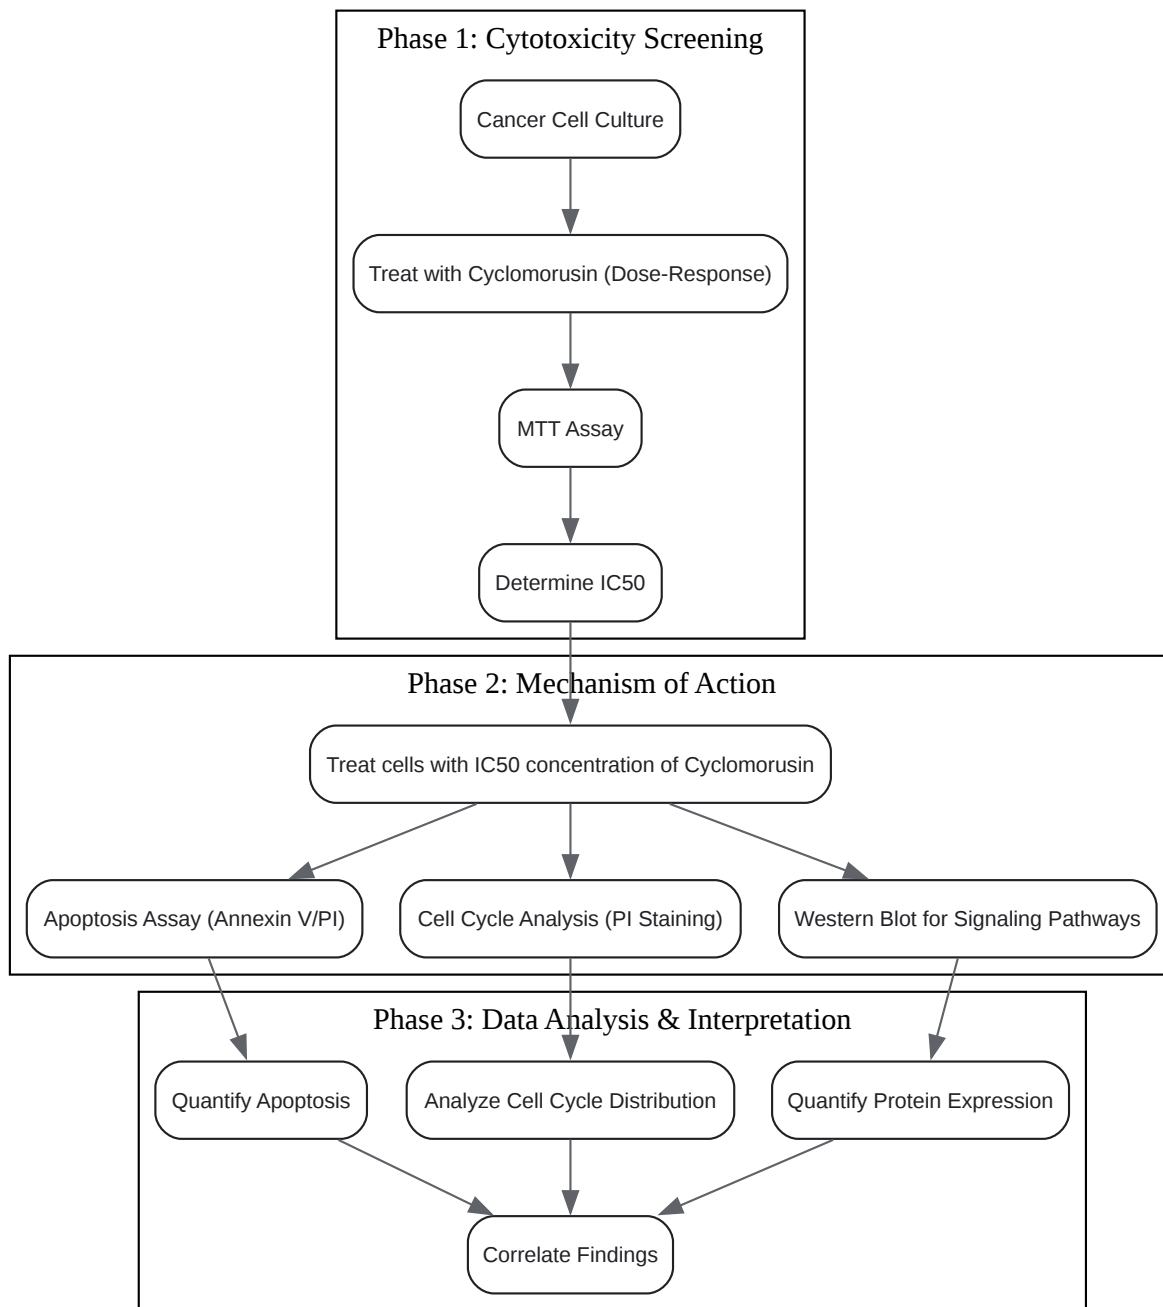 Phase 1: Cytotoxicity Screening
Cancer Cell Culture
Treat with Cyclomorusin (Dose-Response)
MTT Assay
Determine IC50
Phase 2: Mechanism of Action
Treat cells with IC50 concentration of Cyclomorusin
Apoptosis Assay (Annexin V/PI)
Cell Cycle Analysis (PI Staining)
Western Blot for Signaling Pathways
Phase 3: Data Analysis & Interpretation
Quantify Apoptosis
Analyze Cell Cycle Distribution
Quantify Protein Expression
Correlate Findings